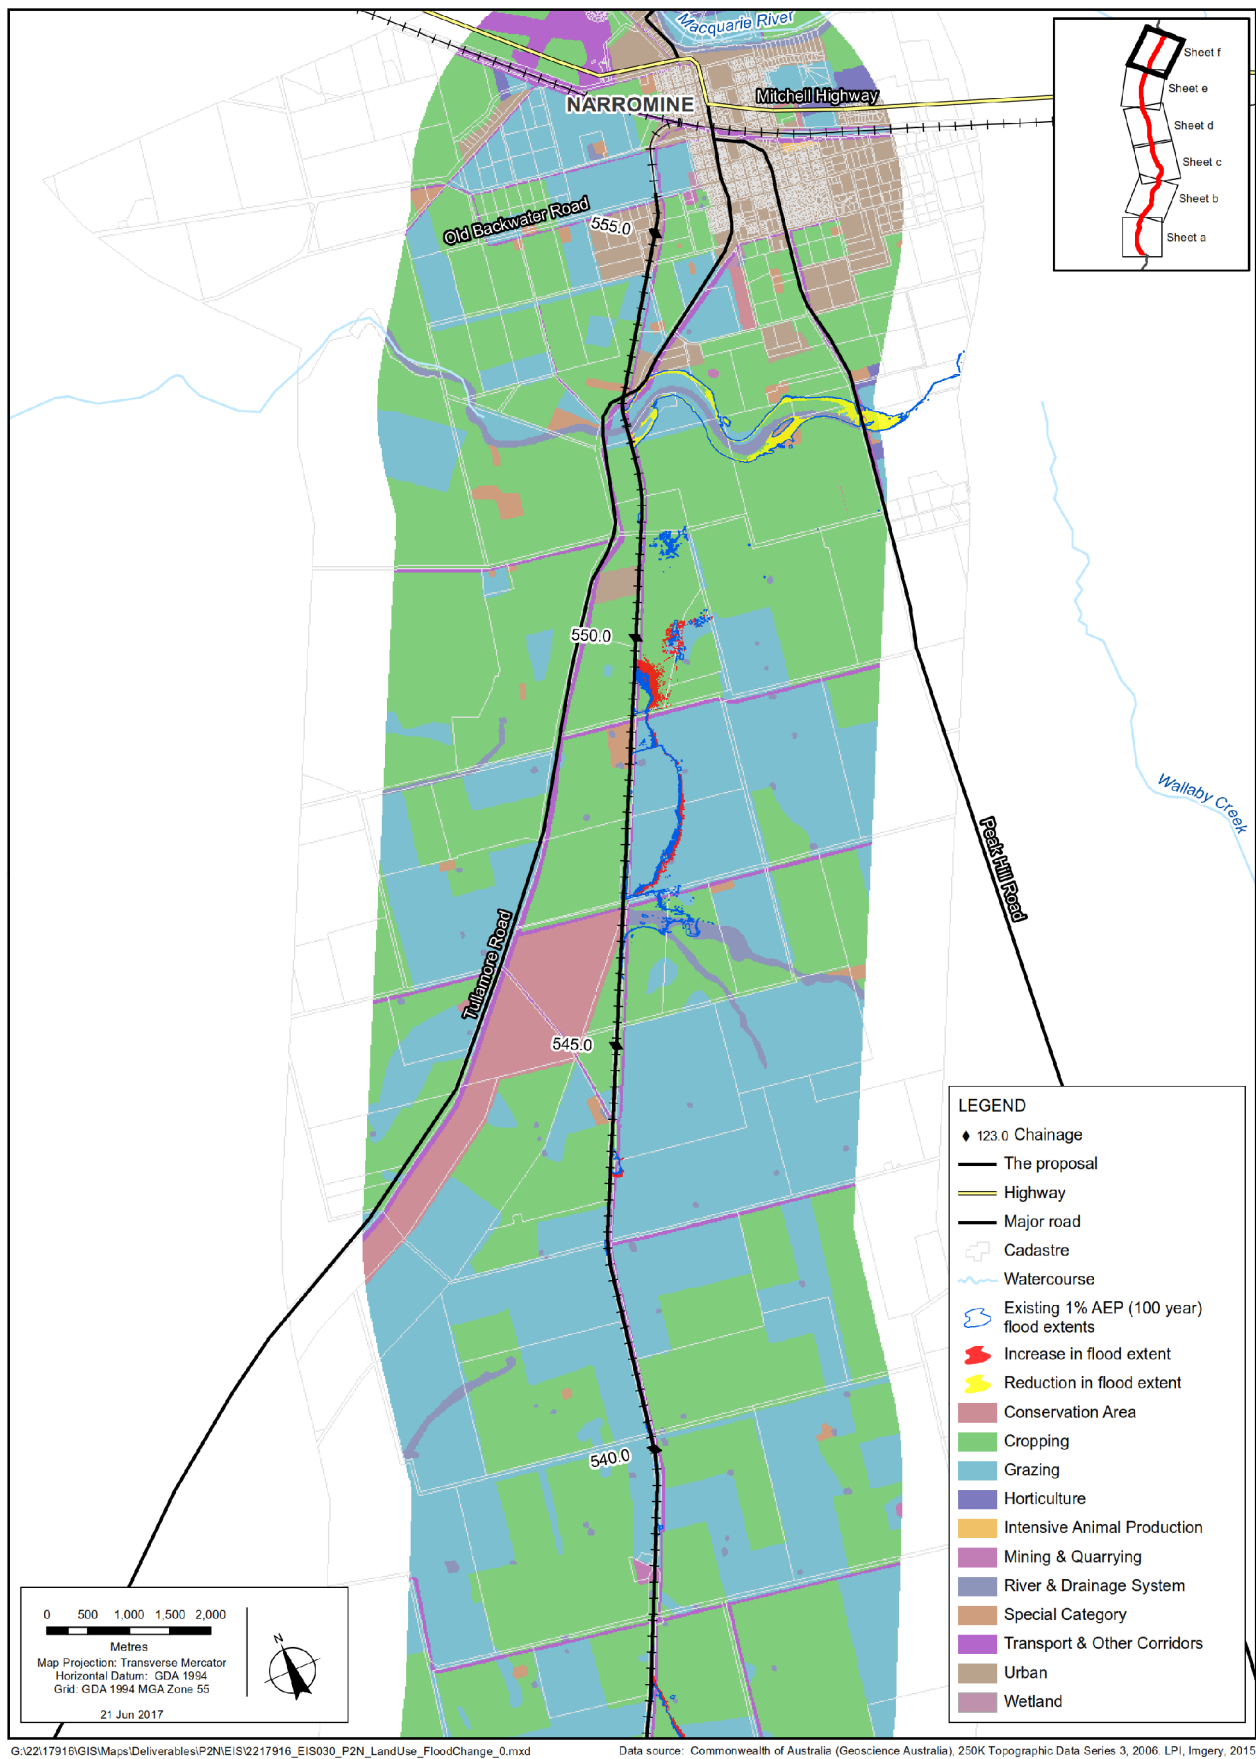 Macquarie River
NARROMINE
Mitchell Highway
Sheet f
Sheet e
Sheet d
Sheet c
Sheet b
Sheet a
Old Backwater Road
555.0
550.0
Wallaby Creek
Peak Hill Road
Tullamore Road
545.0
540.0
LEGEND
123.0 Chainage
The proposal
Highway
Major road
Cadastre
Watercourse
Existing 1% AEP (100 year)
flood extents
Increase in flood extent
Reduction in flood extent
Conservation Area
Cropping
Grazing
Horticulture
Intensive Animal Production
Mining & Quarrying
River & Drainage System
Special Category
Transport & Other Corridors
Urban
Wetland
0 500 1,000 1,500 2,000
Metres
Map Projection: Transverse Mercator
Horizontal Datum: GDA 1994
Grid: GDA 1994 MGA Zone 55
21 Jun 2017
N
G:\22\17916\GIS\Maps\Deliverables\P2N\EIS\2217916_EIS030_P2N_LandUse_FloodChange_0.mxd
Data source: Commonwealth of Australia (Geoscience Australia), 250K Topographic Data Series 3, 2006. LPI, Imgery, 2015